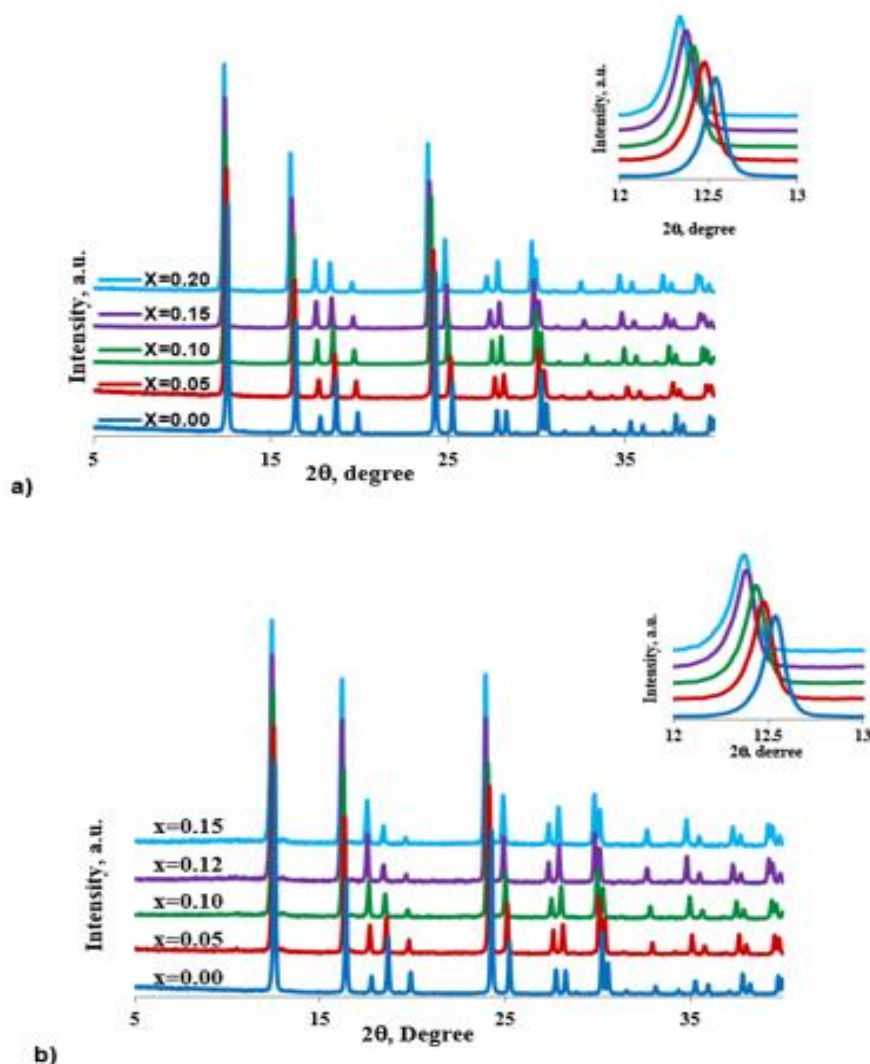 Intensity, a.u.
12 12.5 13
2θ, degree
Intensity, a.u.
X=0.20
X=0.15
X=0.10
X=0.05
X=0.00
5 15 25 35
2θ, degree
a)
Intensity, a.u.
12 12.5 13
2θ, degree
Intensity, a.u.
x=0.15
x=0.12
x=0.10
x=0.05
x=0.00
5 15 25 35
2θ, Degree
b)